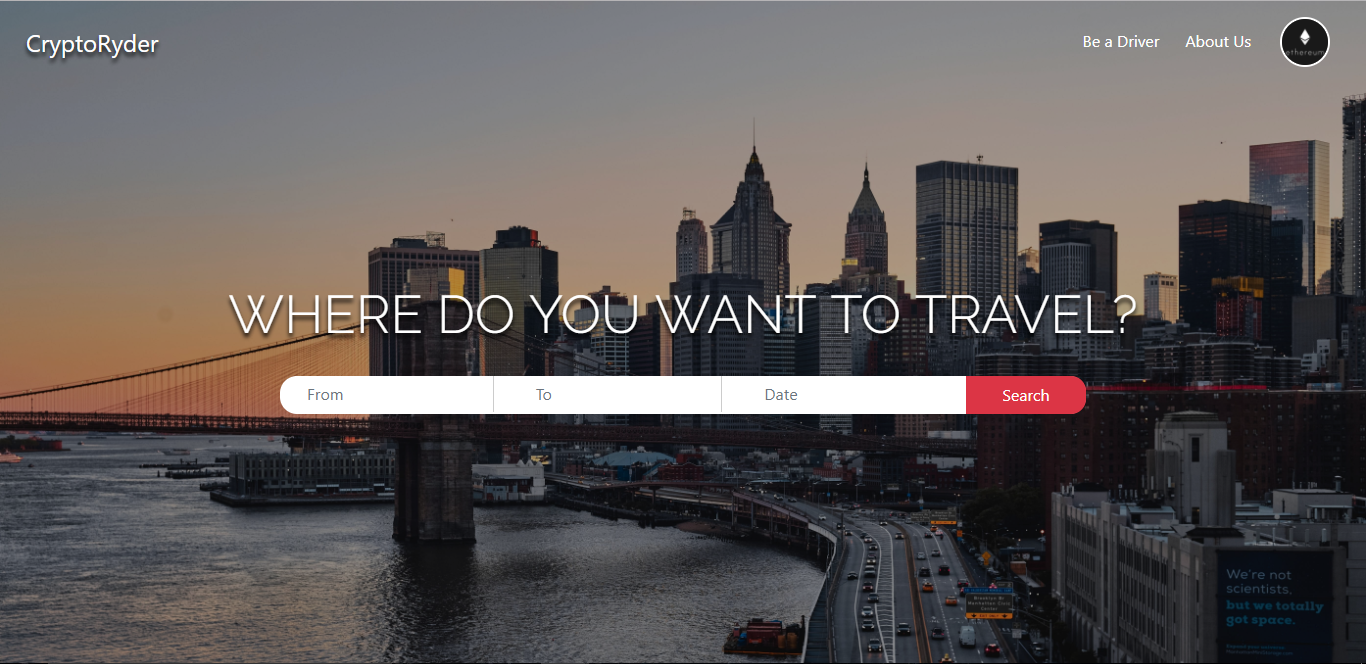 CryptoRyder
Be a Driver
About Us
ethereum
WHERE DO YOU WANT TO TRAVEL?
From
To
Date
Search
We're not
scientists,
but we totally
got space.